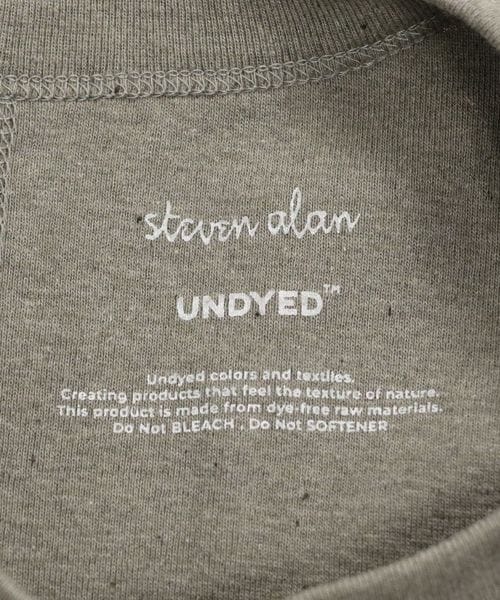 steven alan
UNDYED™
Undyed colors and textiles.
Creating products that feel the texture of nature.
This product is made from dye-free raw materials.
Do Not BLEACH . Do Not SOFTENER